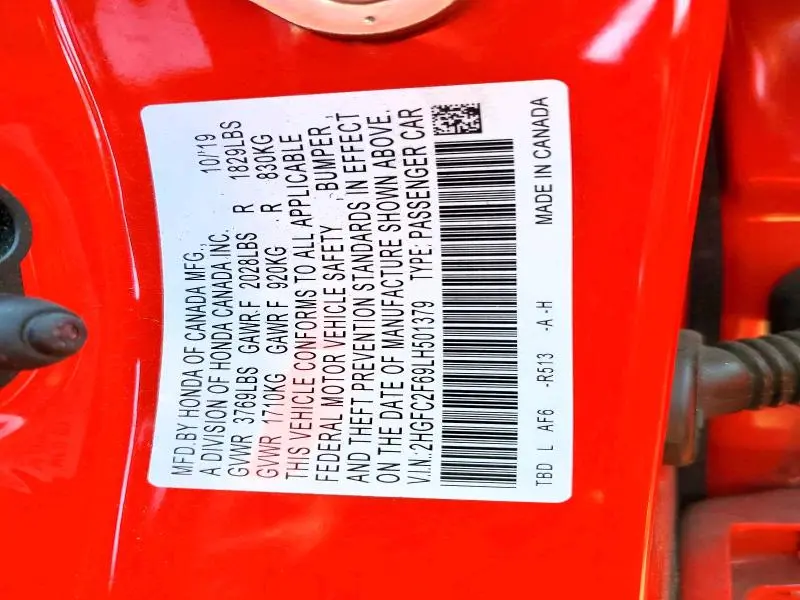 MFD.BY HONDA OF CANADA MFG., 10/'19
A DIVISION OF HONDA CANADA INC.
GVWR 3769LBS GAWR.F 2028LBS R 1829LBS
GVWR 1710KG GAWR F 920KG R 830KG
THIS VEHICLE CONFORMS TO ALL APPLICABLE
FEDERAL MOTOR VEHICLE SAFETY , BUMPER ,
AND THEFT PREVENTION STANDARDS IN EFFECT
ON THE DATE OF MANUFACTURE SHOWN ABOVE.
V.I.N:2HGFC2F69LH501379 TYPE: PASSENGER CAR
TBD L AF6 -R513 -A -H MADE IN CANADA